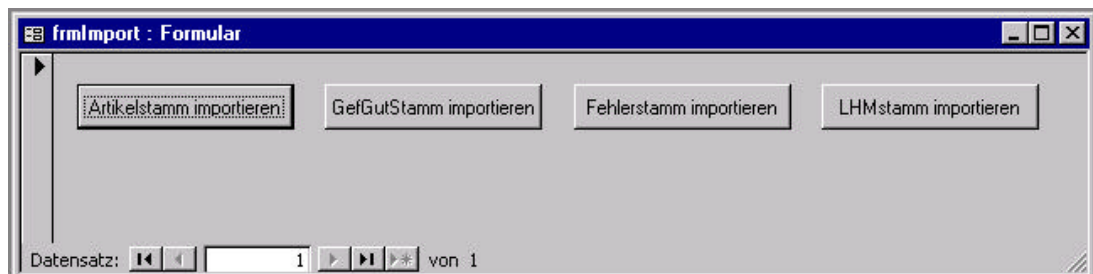 frmImport : Formular
Artikelstamm importieren GefGutStamm importieren Fehlerstamm importieren LHMstamm importieren
Datensatz: 1 von 1